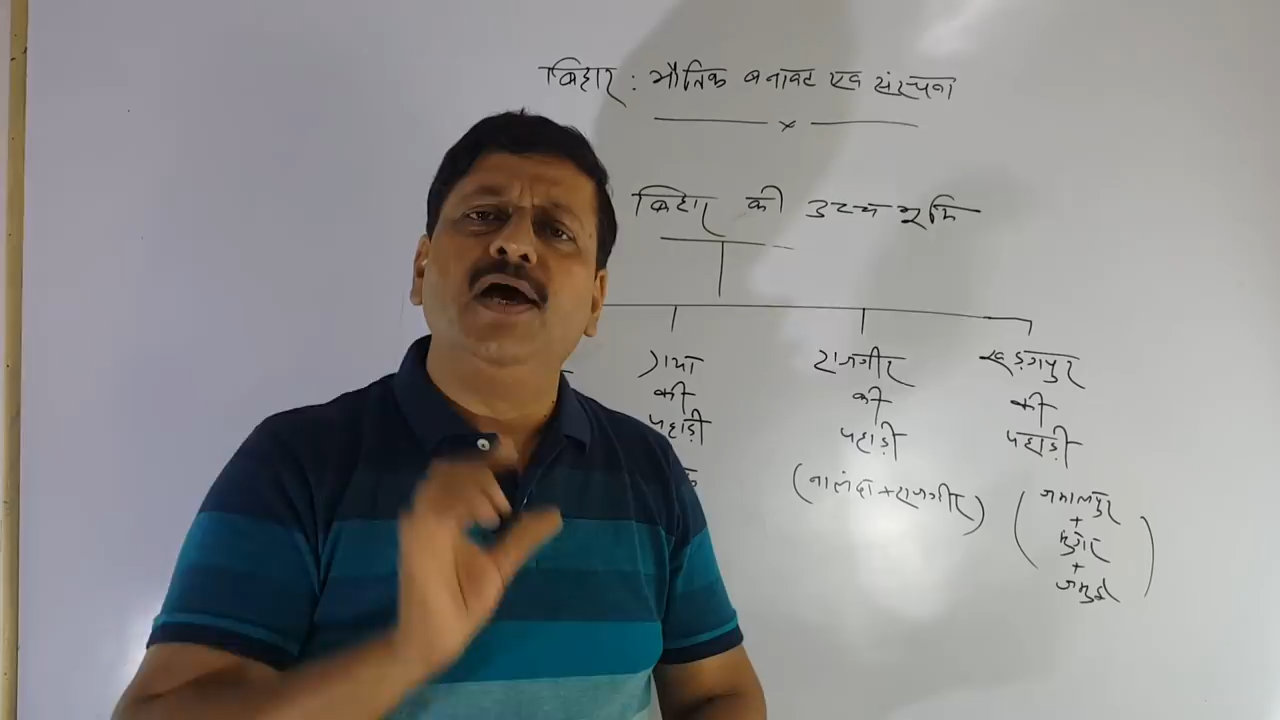 बिहार : भौतिक बनावट एवं संरचना
बिहार की उच्च भूमि
गया
की
पहाड़ी
राजगीर
की
पहाड़ी
(नालंदा + राजगीर)
खड़गपुर
की
पहाड़ी
(जमालपुर
+
मुंगेर
+
जमुई)